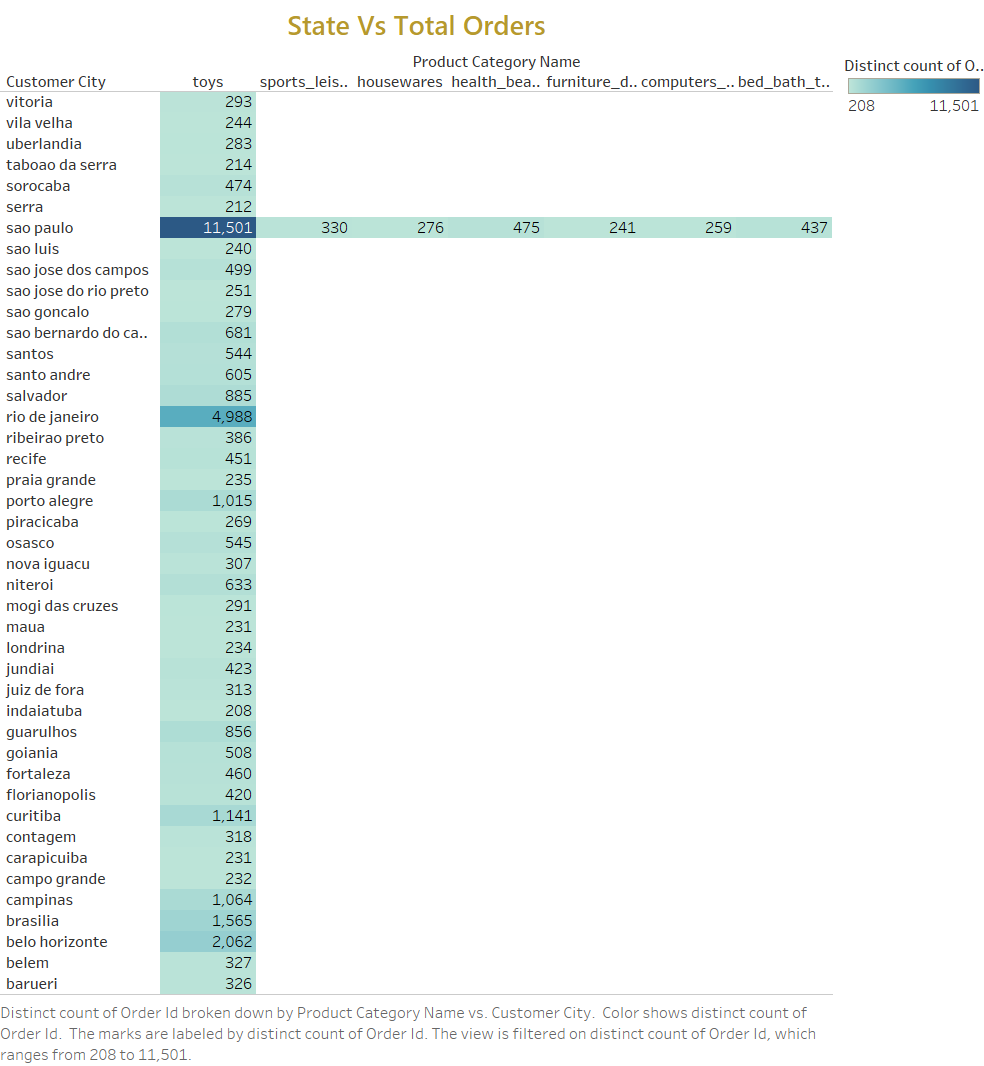 State Vs Total Orders
Product Category Name
Customer City toys sports_leis.. housewares health_bea.. furniture_d.. computers_.. bed_bath_t..
Distinct count of O..
208 11,501
vitoria 293
vila velha 244
uberlandia 283
taboao da serra 214
sorocaba 474
serra 212
sao paulo 11,501 330 276 475 241 259 437
sao luis 240
sao jose dos campos 499
sao jose do rio preto 251
sao goncalo 279
sao bernardo do ca.. 681
santos 544
santo andre 605
salvador 885
rio de janeiro 4,988
ribeirao preto 386
recife 451
praia grande 235
porto alegre 1,015
piracicaba 269
osasco 545
nova iguacu 307
niteroi 633
mogi das cruzes 291
maua 231
londrina 234
jundiai 423
juiz de fora 313
indaiatuba 208
guarulhos 856
goiania 508
fortaleza 460
florianopolis 420
curitiba 1,141
contagem 318
carapicuiba 231
campo grande 232
campinas 1,064
brasilia 1,565
belo horizonte 2,062
belem 327
barueri 326
Distinct count of Order Id broken down by Product Category Name vs. Customer City.  Color shows distinct count of
Order Id.  The marks are labeled by distinct count of Order Id. The view is filtered on distinct count of Order Id, which
ranges from 208 to 11,501.